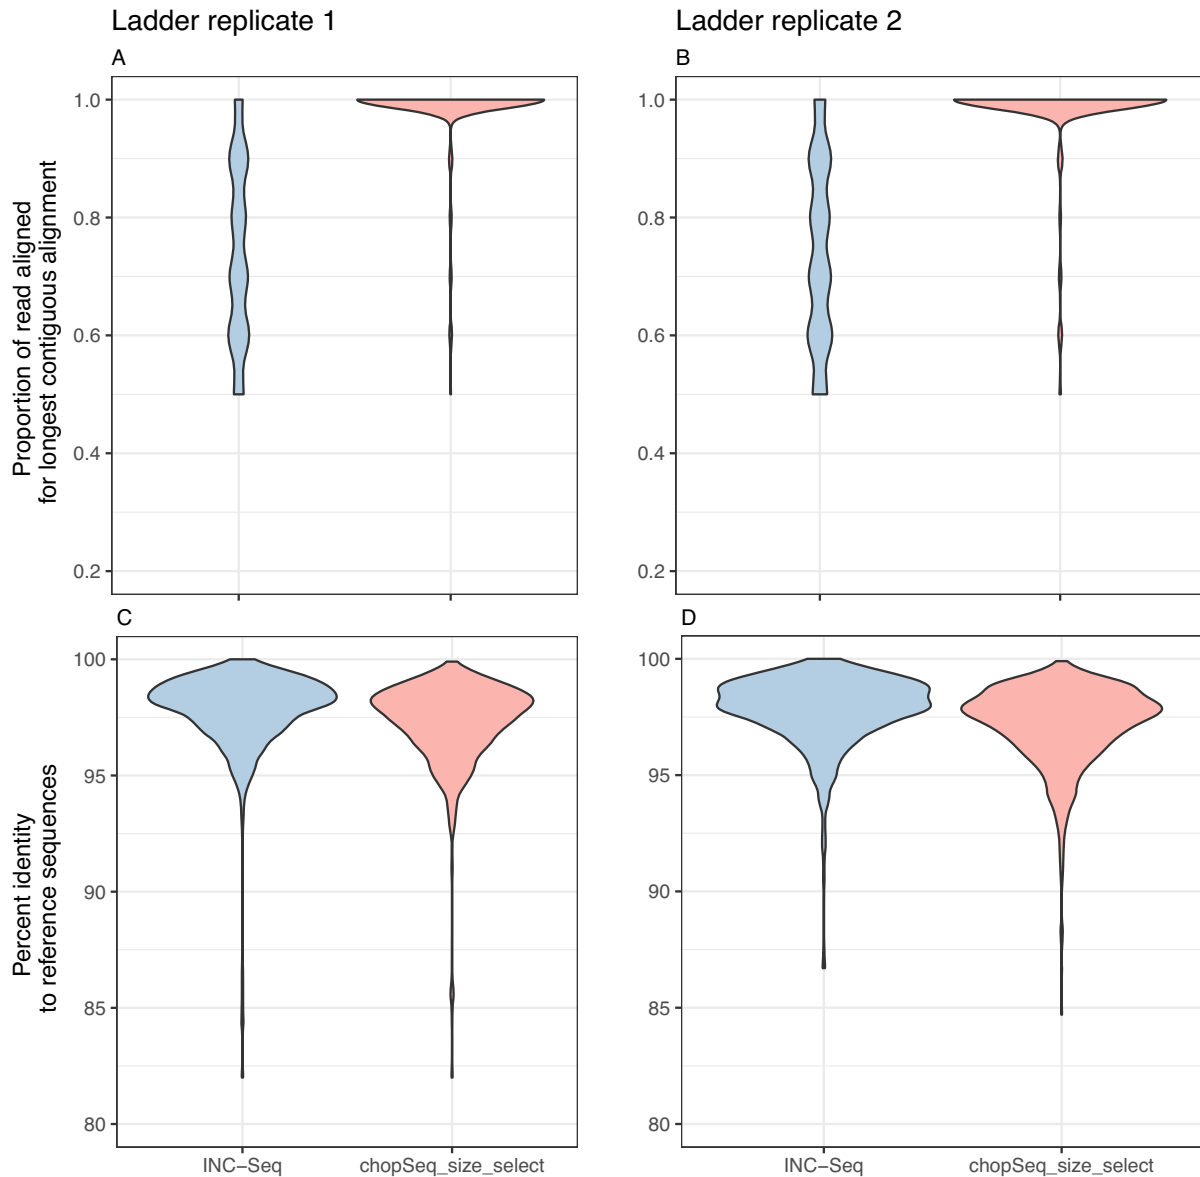 Ladder replicate 1
Ladder replicate 2
A
B
Proportion of read aligned
for longest contiguous alignment
1.0
0.8
0.6
0.4
0.2
1.0
0.8
0.6
0.4
0.2
C
D
Percent identity
to reference sequences
100
95
90
85
80
100
95
90
85
80
INC−Seq
chopSeq_size_select
INC−Seq
chopSeq_size_select